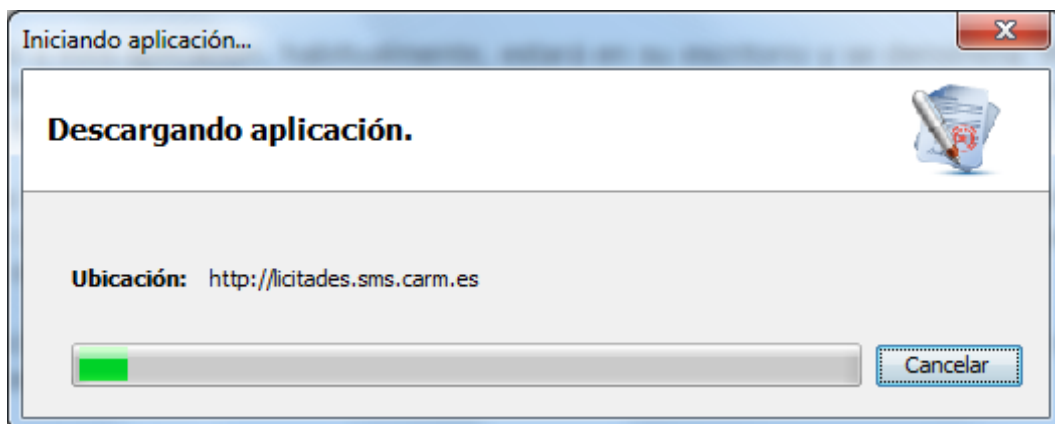 Iniciando aplicación...
Descargando aplicación.
Ubicación: http://licitades.sms.carm.es
Cancelar